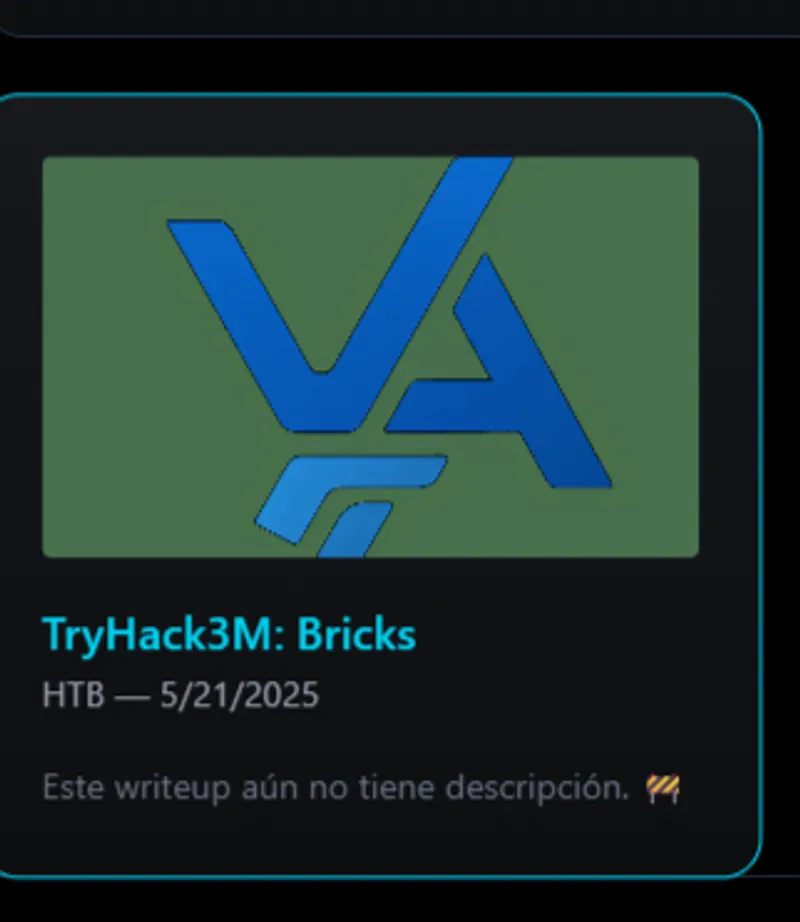 TryHack3M: Bricks
HTB — 5/21/2025
Este writeup aún no tiene descripción. 🚧